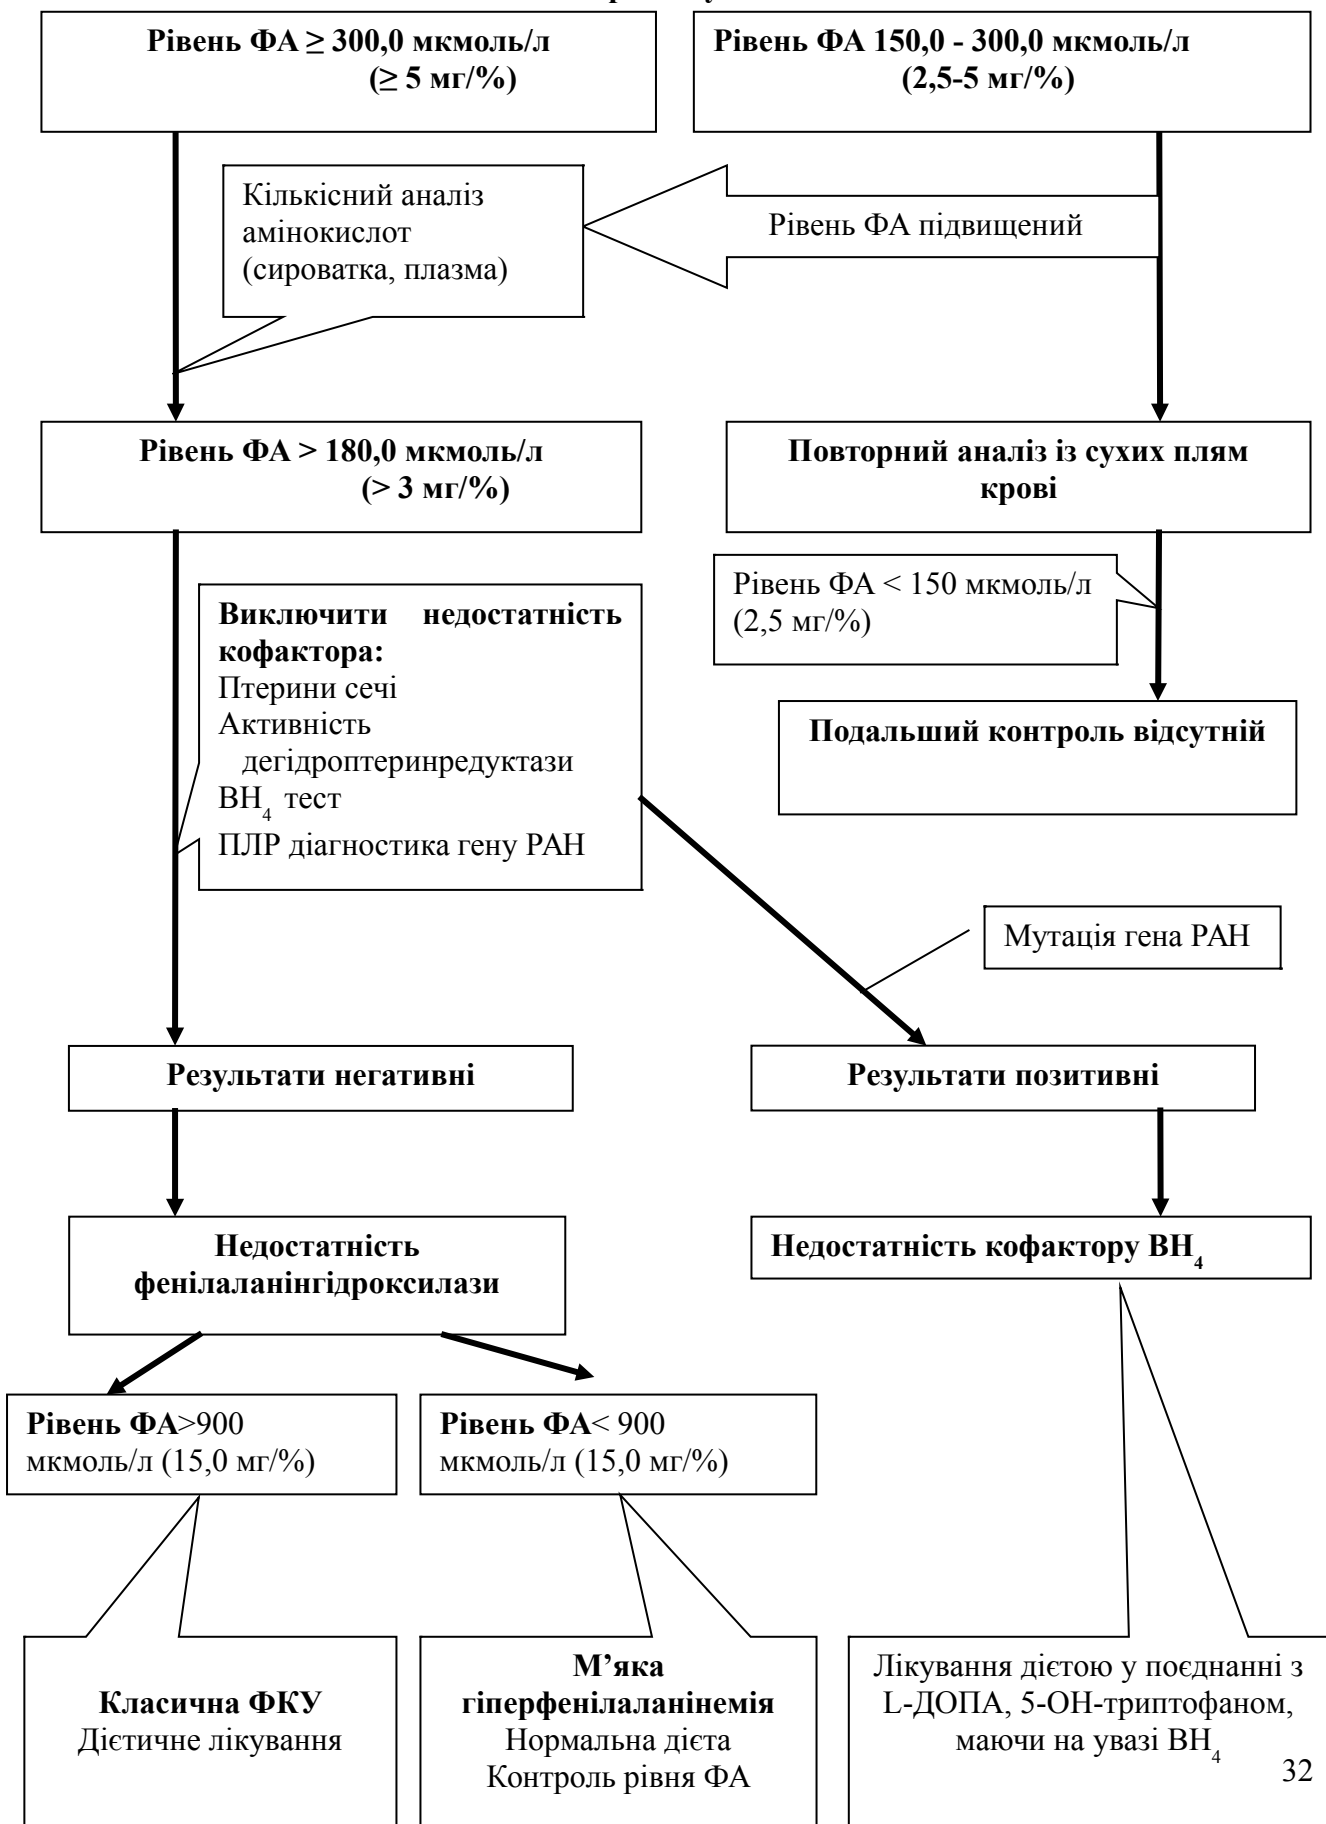 Рівень ФА ≥ 300,0 мкмоль/л
(≥ 5 мг/%)
Рівень ФА 150,0 - 300,0 мкмоль/л
(2,5-5 мг/%)
Кількісний аналіз
амінокислот
(сироватка, плазма)
Рівень ФА підвищений
Рівень ФА > 180,0 мкмоль/л
(> 3 мг/%)
Повторний аналіз із сухих плям
крові
Рівень ФА < 150 мкмоль/л
(2,5 мг/%)
Виключити недостатність
кофактора:
Птерини сечі
Активність
дегідроптеринредуктази
ВН₄ тест
ПЛР діагностика гену РАН
Подальший контроль відсутній
Мутація гена РАН
Результати негативні
Результати позитивні
Недостатність
фенілаланінгідроксилази
Недостатність кофактору ВН₄
Рівень ФА>900
мкмоль/л (15,0 мг/%)
Рівень ФА< 900
мкмоль/л (15,0 мг/%)
Класична ФКУ
Дієтичне лікування
М’яка
гіперфенілаланінемія
Нормальна дієта
Контроль рівня ФА
Лікування дієтою у поєднанні з
L-ДОПА, 5-ОН-триптофаном,
маючи на увазі ВН₄
32